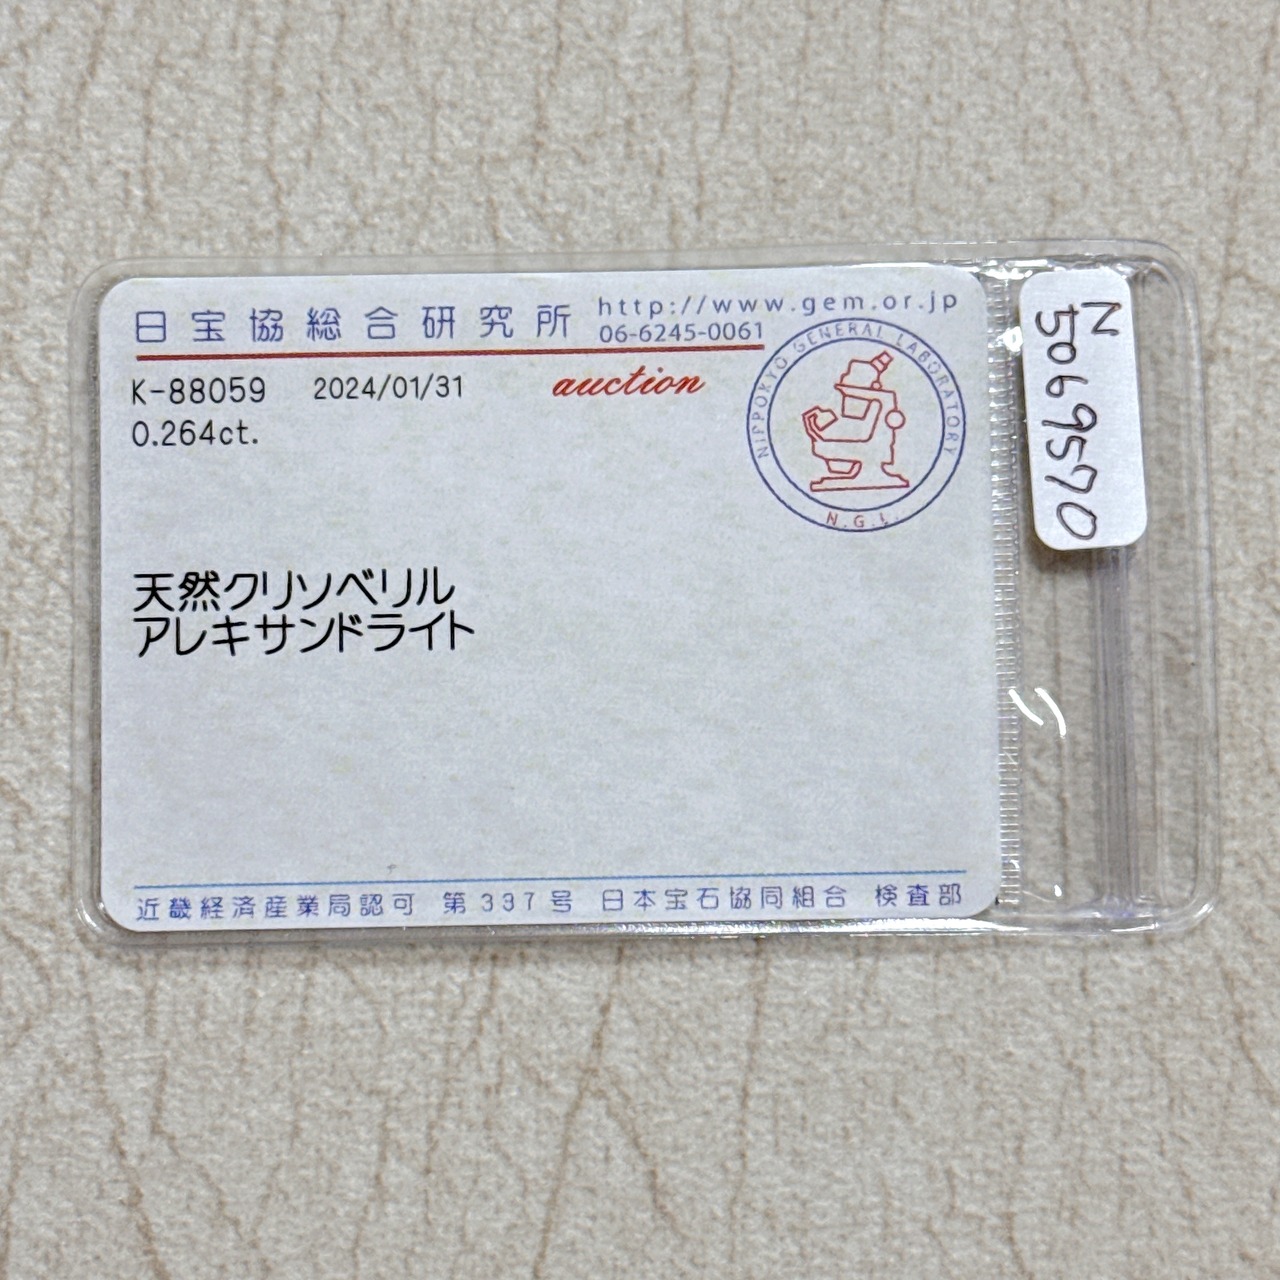 日宝協総合研究所
http://www.gem.or.jp
06-6245-0061
K-88059 2024/01/31 auction
0.264ct.
NIPPOKYO GENERAL LABORATORY
N.G.L.
天然クリソベリル
アレキサンドライト
近畿経済産業局認可 第337号 日本宝石協同組合 検査部
N
5069570